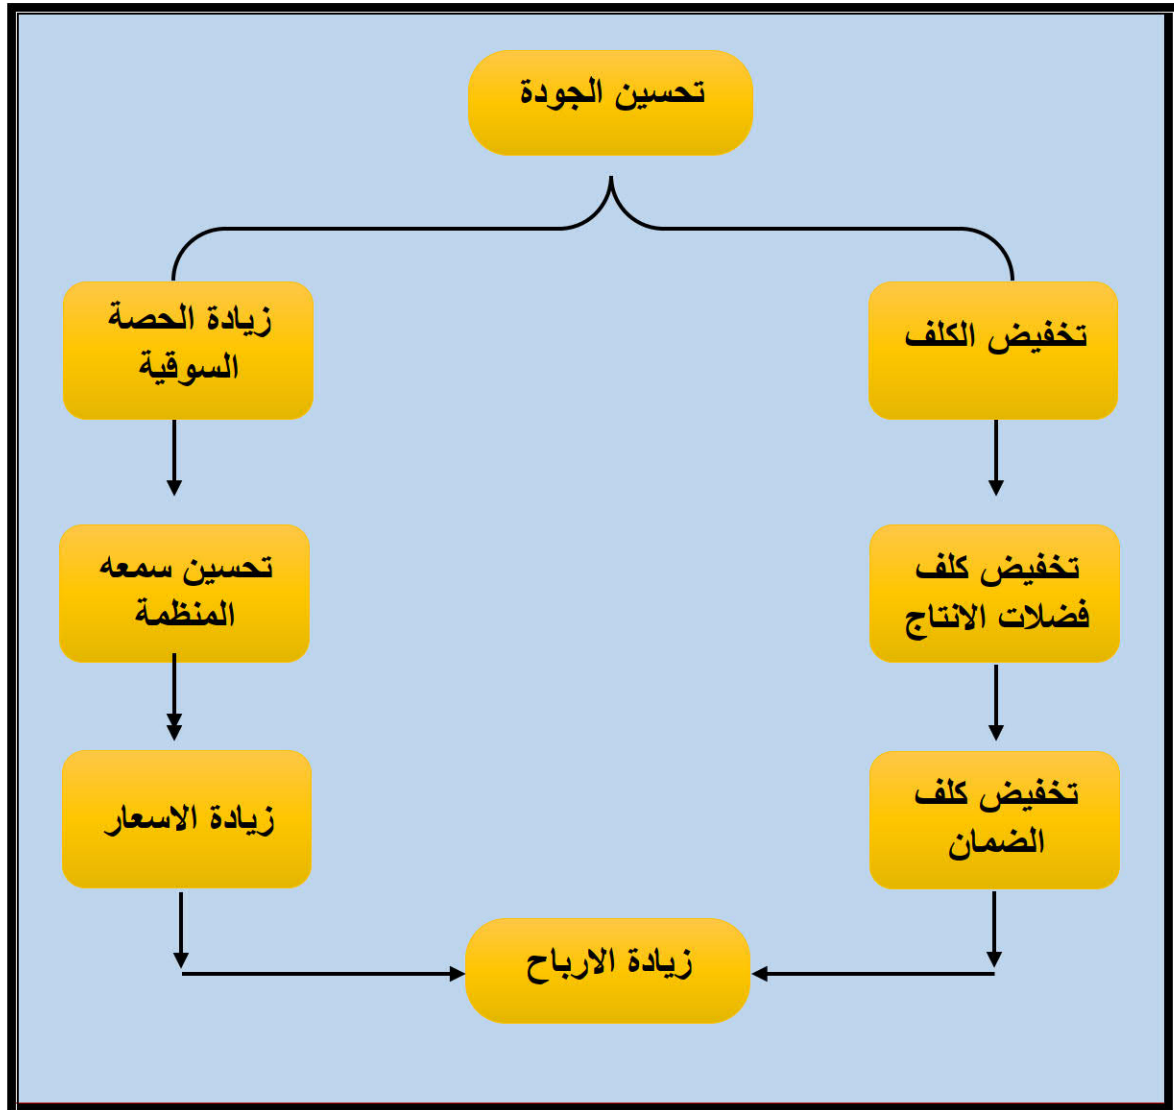 تحسين الجودة
تخفيض الكلف
زيادة الحصة
السوقية
تخفيض كلف
فضلات الانتاج
تحسين سمعه
المنظمة
تخفيض كلف
الضمان
زيادة الاسعار
زيادة الارباح